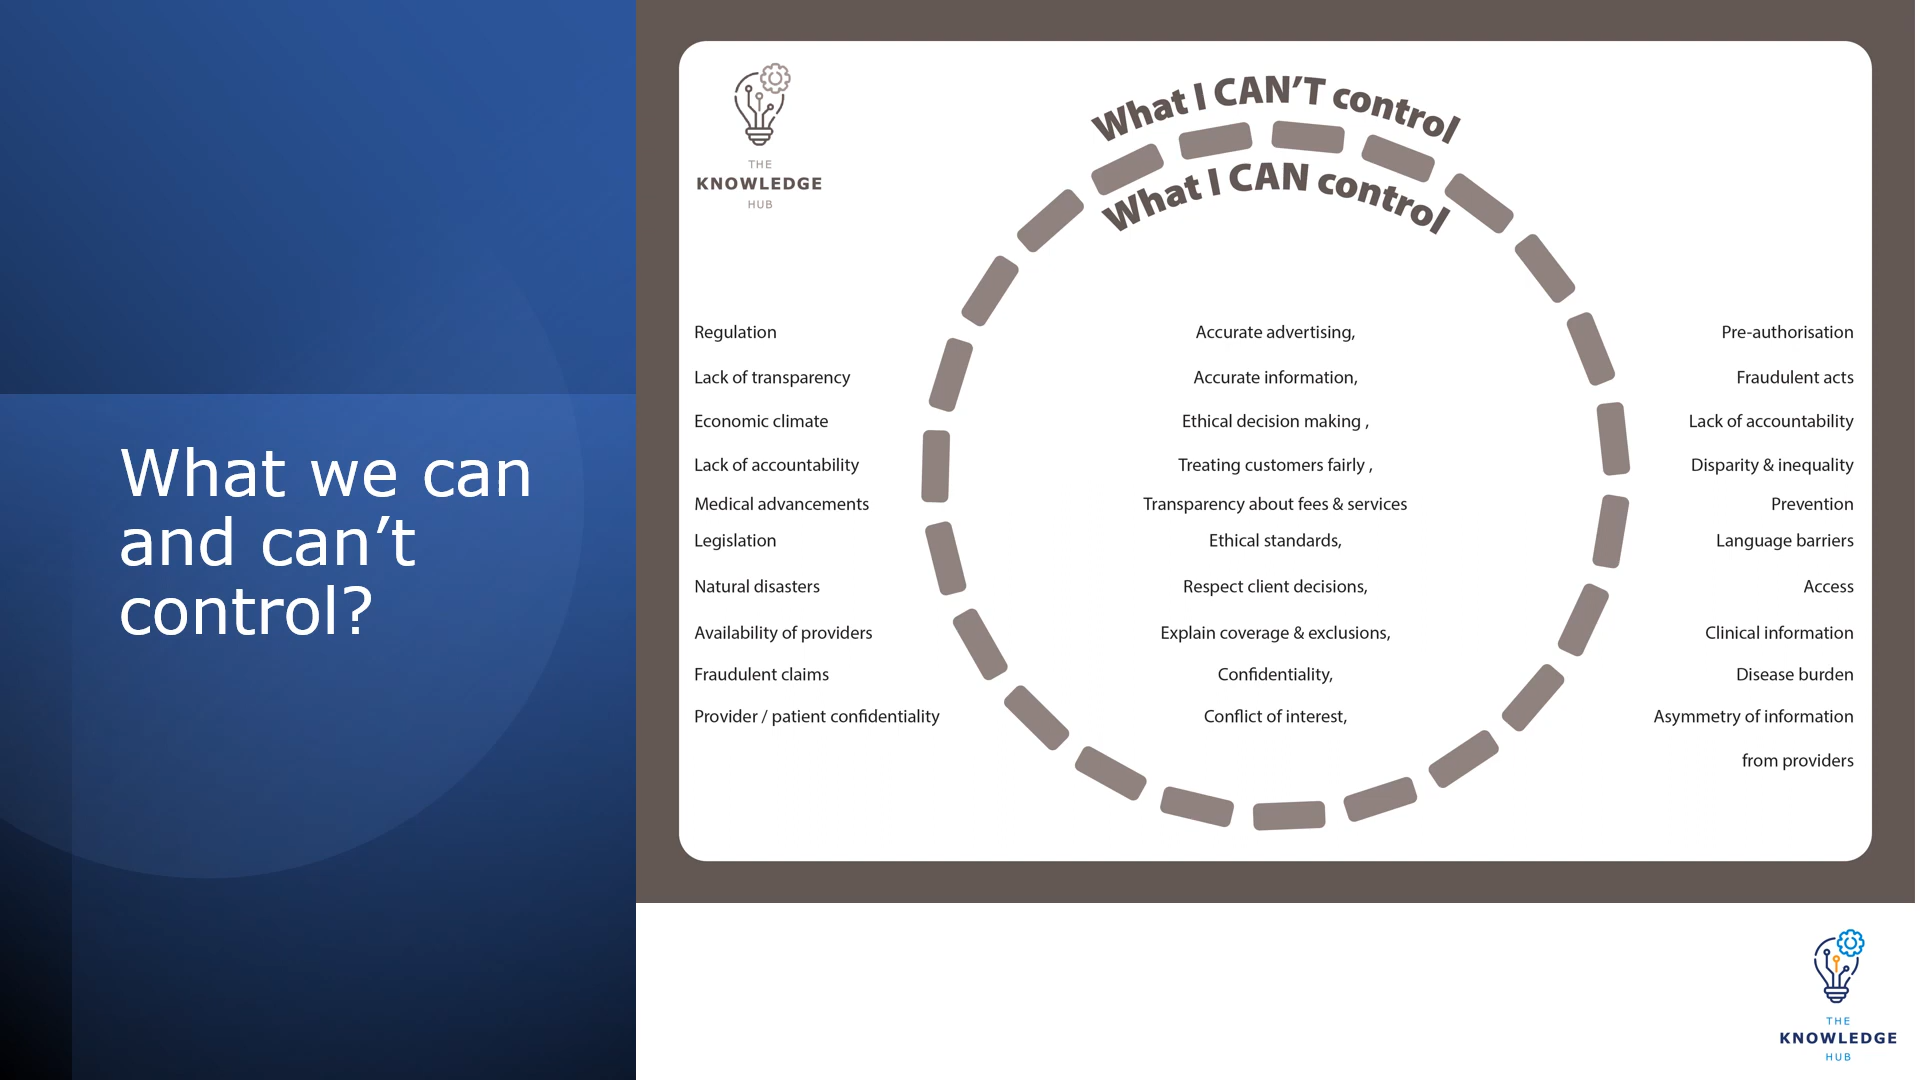 What we can
and can’t
control?
THE
KNOWLEDGE
HUB
What I CAN’T control
What I CAN control
Regulation
Lack of transparency
Economic climate
Lack of accountability
Medical advancements
Legislation
Natural disasters
Availability of providers
Fraudulent claims
Provider / patient confidentiality
Accurate advertising,
Accurate information,
Ethical decision making ,
Treating customers fairly ,
Transparency about fees & services
Ethical standards,
Respect client decisions,
Explain coverage & exclusions,
Confidentiality,
Conflict of interest,
Pre-authorisation
Fraudulent acts
Lack of accountability
Disparity & inequality
Prevention
Language barriers
Access
Clinical information
Disease burden
Asymmetry of information
from providers
THE
KNOWLEDGE
HUB